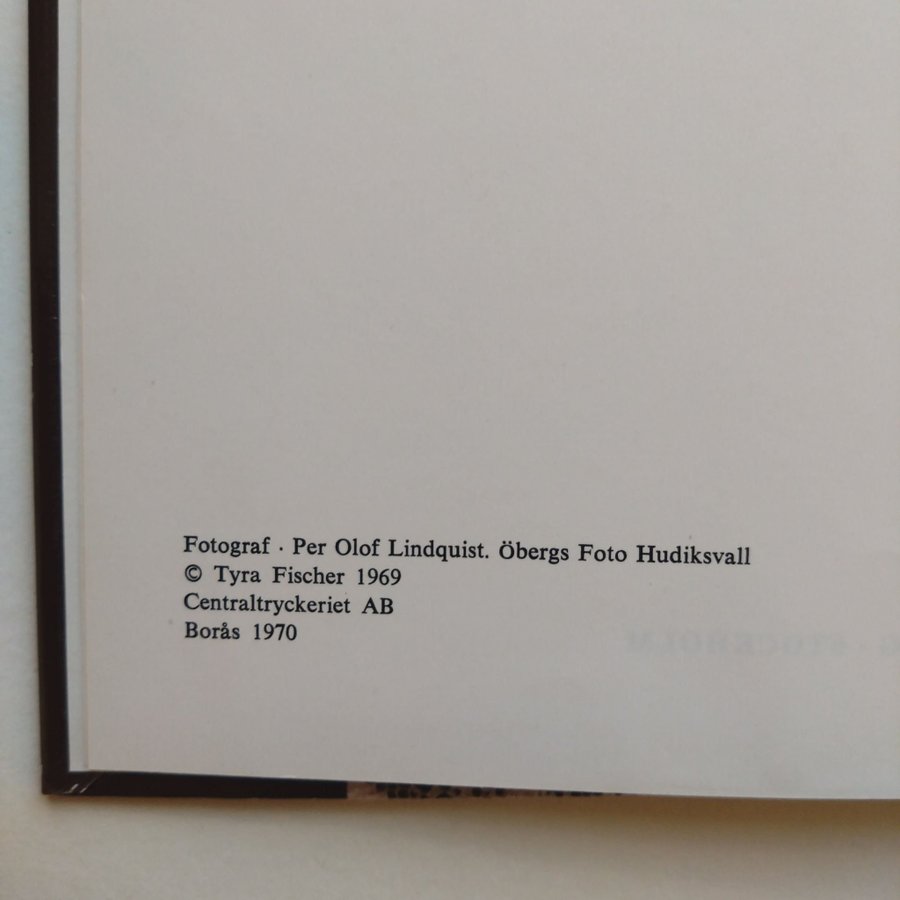 Fotograf · Per Olof Lindquist. Öbergs Foto Hudiksvall
© Tyra Fischer 1969
Centraltryckeriet AB
Borås 1970